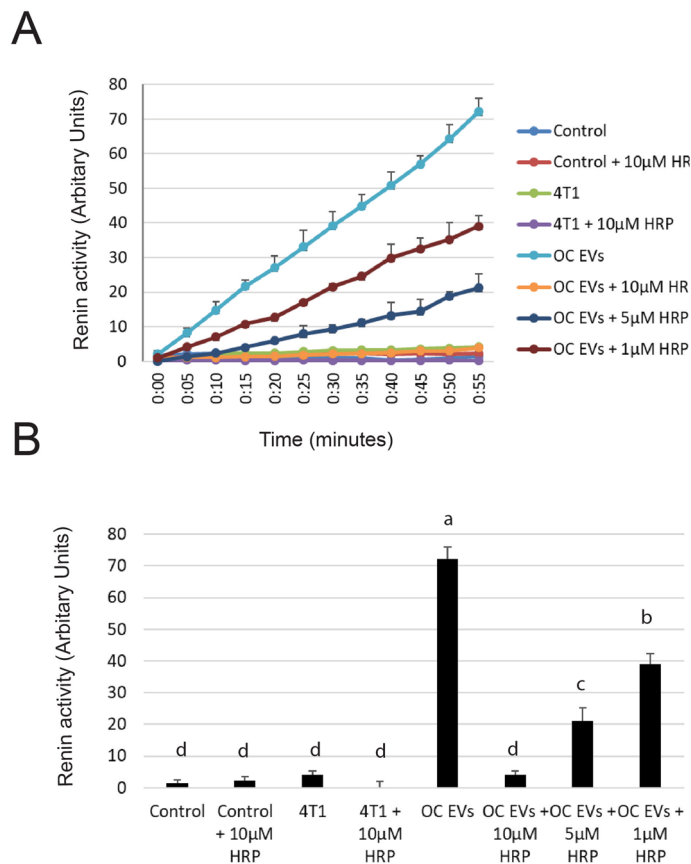 A
Renin activity (Arbitary Units)
80
70
60
50
40
30
20
10
0
0:00
0:05
0:10
0:15
0:20
0:25
0:30
0:35
0:40
0:45
0:50
0:55
Time (minutes)
Control
Control + 10µM HR
4T1
4T1 + 10µM HRP
OC EVs
OC EVs + 10µM HR
OC EVs + 5µM HRP
OC EVs + 1µM HRP
B
Renin activity (Arbitary Units)
80
70
60
50
40
30
20
10
0
d
d
d
d
a
d
c
b
Control
Control
+ 10µM
HRP
4T1
4T1 +
10µM
HRP
OC EVs
OC EVs +
10µM
HRP
OC EVs +
5µM
HRP
OC EVs +
1µM
HRP